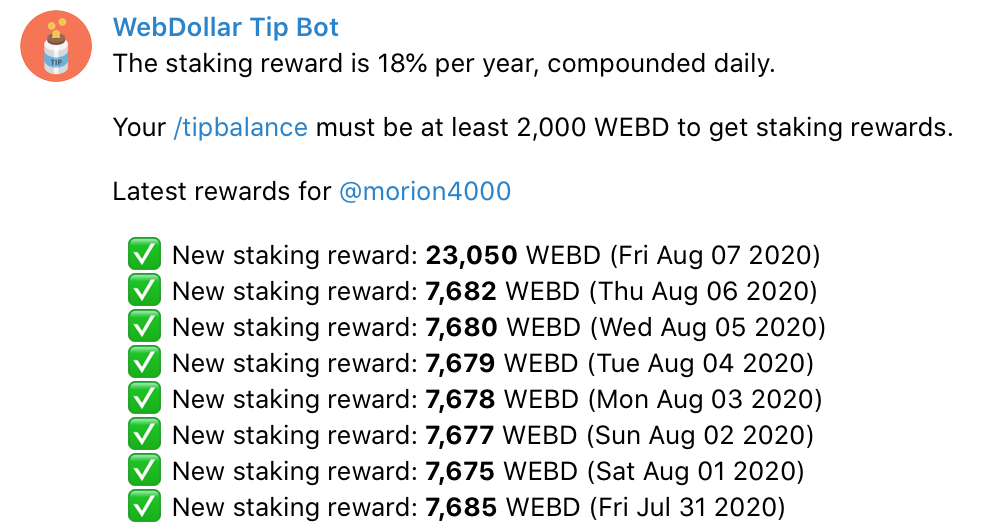 WebDollar Tip Bot
The staking reward is 18% per year, compounded daily.
Your /tipbalance must be at least 2,000 WEBD to get staking rewards.
Latest rewards for @morion4000
✅ New staking reward: 23,050 WEBD (Fri Aug 07 2020)
✅ New staking reward: 7,682 WEBD (Thu Aug 06 2020)
✅ New staking reward: 7,680 WEBD (Wed Aug 05 2020)
✅ New staking reward: 7,679 WEBD (Tue Aug 04 2020)
✅ New staking reward: 7,678 WEBD (Mon Aug 03 2020)
✅ New staking reward: 7,677 WEBD (Sun Aug 02 2020)
✅ New staking reward: 7,675 WEBD (Sat Aug 01 2020)
✅ New staking reward: 7,685 WEBD (Fri Jul 31 2020)
TIP